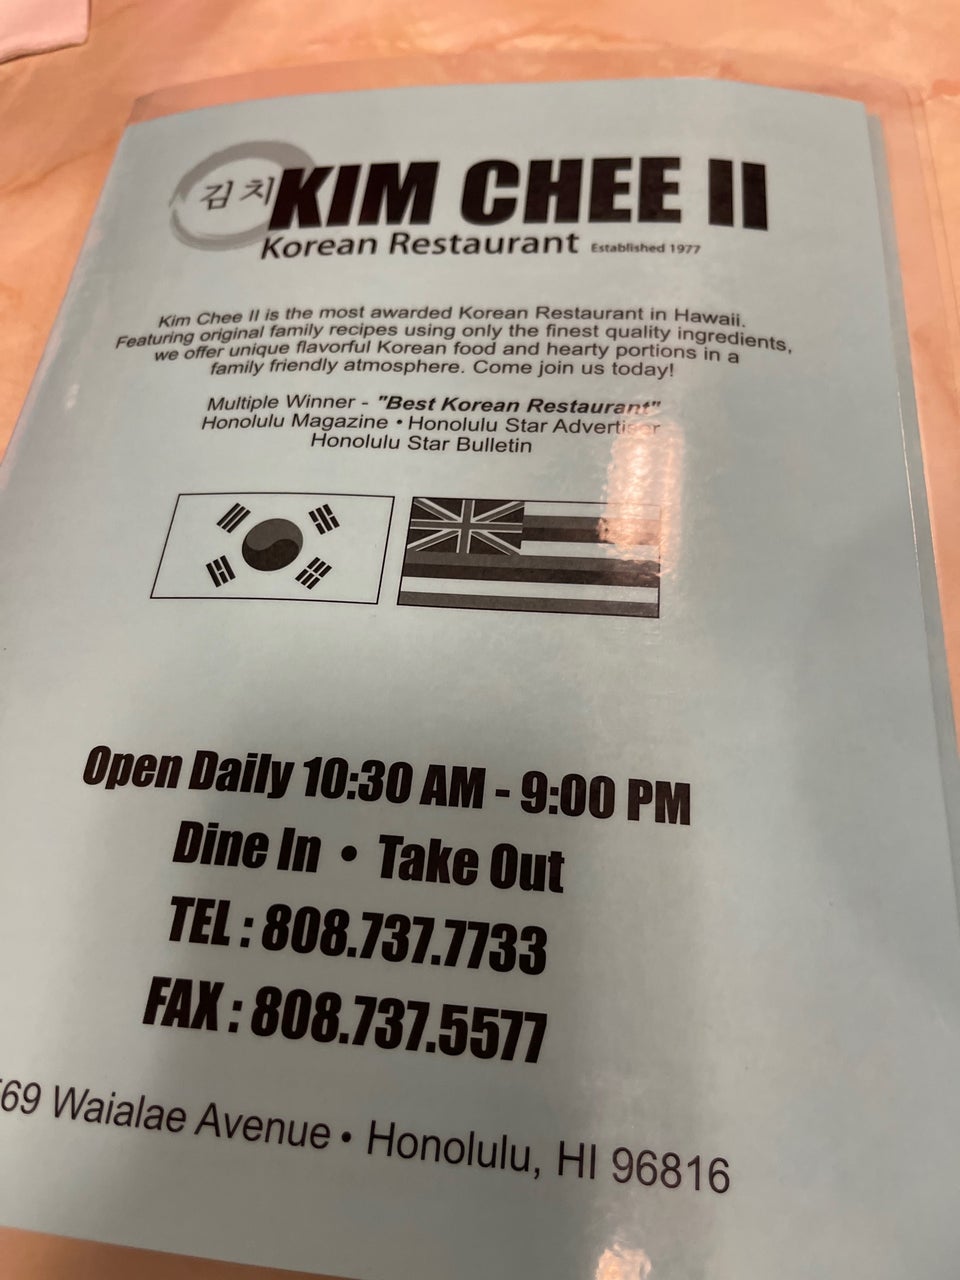 김치 KIM CHEE II
Korean Restaurant Established 1977
Kim Chee II is the most awarded Korean Restaurant in Hawaii.
Featuring original family recipes using only the finest quality ingredients,
we offer unique flavorful Korean food and hearty portions in a
family friendly atmosphere. Come join us today!
Multiple Winner - "Best Korean Restaurant"
Honolulu Magazine • Honolulu Star Advertiser
Honolulu Star Bulletin
Open Daily 10:30 AM - 9:00 PM
Dine In • Take Out
TEL : 808.737.7733
FAX : 808.737.5577
69 Waialae Avenue • Honolulu, HI 96816